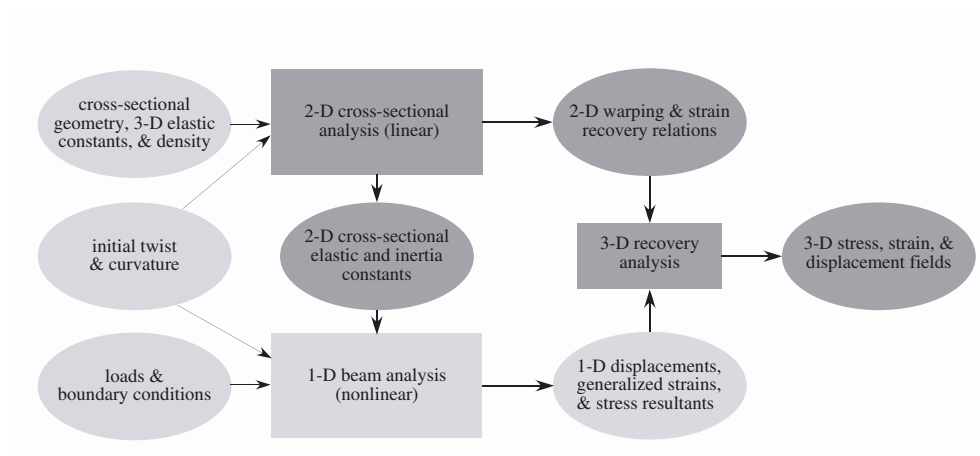 cross-sectional
geometry, 3-D elastic
constants, & density
2-D cross-sectional
analysis (linear)
2-D warping & strain
recovery relations
initial twist
& curvature
2-D cross-sectional
elastic and inertia
constants
3-D recovery
analysis
3-D stress, strain, &
displacement fields
loads &
boundary conditions
1-D beam analysis
(nonlinear)
1-D displacements,
generalized strains,
& stress resultants